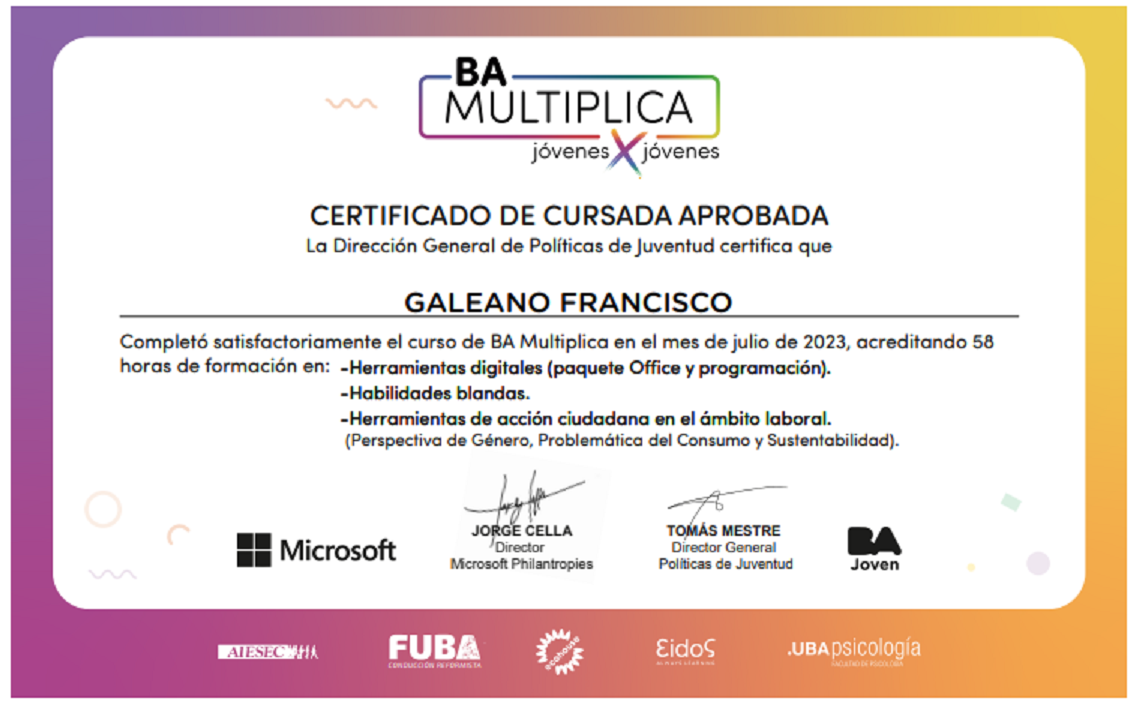 BA
MULTIPLICA
jóvenes X jóvenes
CERTIFICADO DE CURSADA APROBADA
La Dirección General de Políticas de Juventud certifica que
GALEANO FRANCISCO
Completó satisfactoriamente el curso de BA Multiplica en el mes de julio de 2023, acreditando 58
horas de formación en: -Herramientas digitales (paquete Office y programación).
-Habilidades blandas.
-Herramientas de acción ciudadana en el ámbito laboral.
(Perspectiva de Género, Problemática del Consumo y Sustentabilidad).
JORGE CELLA
Director
Microsoft Philantropies
TOMÁS MESTRE
Director General
Políticas de Juventud
Microsoft
BA
Joven
AIESEC
FUBA
CONDUCCIÓN REFORMISTA
ecohouse
Eidos
.UBApsicología
FACULTAD DE PSICOLOGÍA